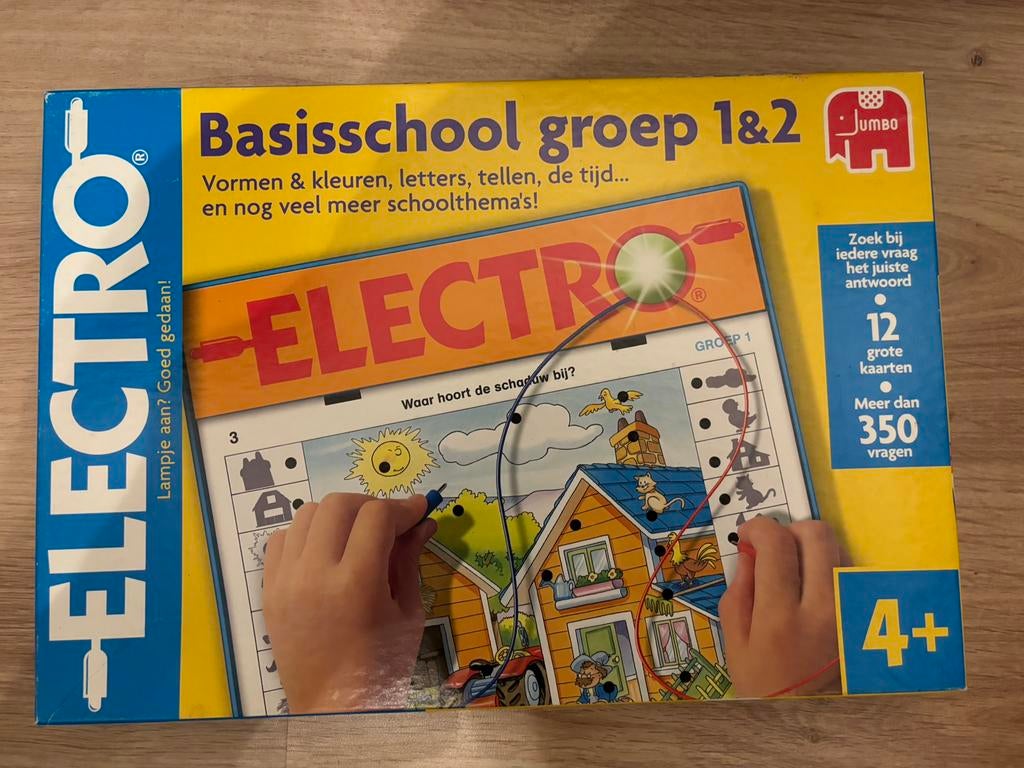 ELECTRO®
Lampje aan? Goed gedaan!
Basisschool groep 1&2
Vormen & kleuren, letters, tellen, de tijd...
en nog veel meer schoolthema's!
JUMBO
Zoek bij
iedere vraag
het juiste
antwoord
12
grote
kaarten
Meer dan
350
vragen
ELECTRO®
GROEP 1
Waar hoort de schaduw bij?
3
4+